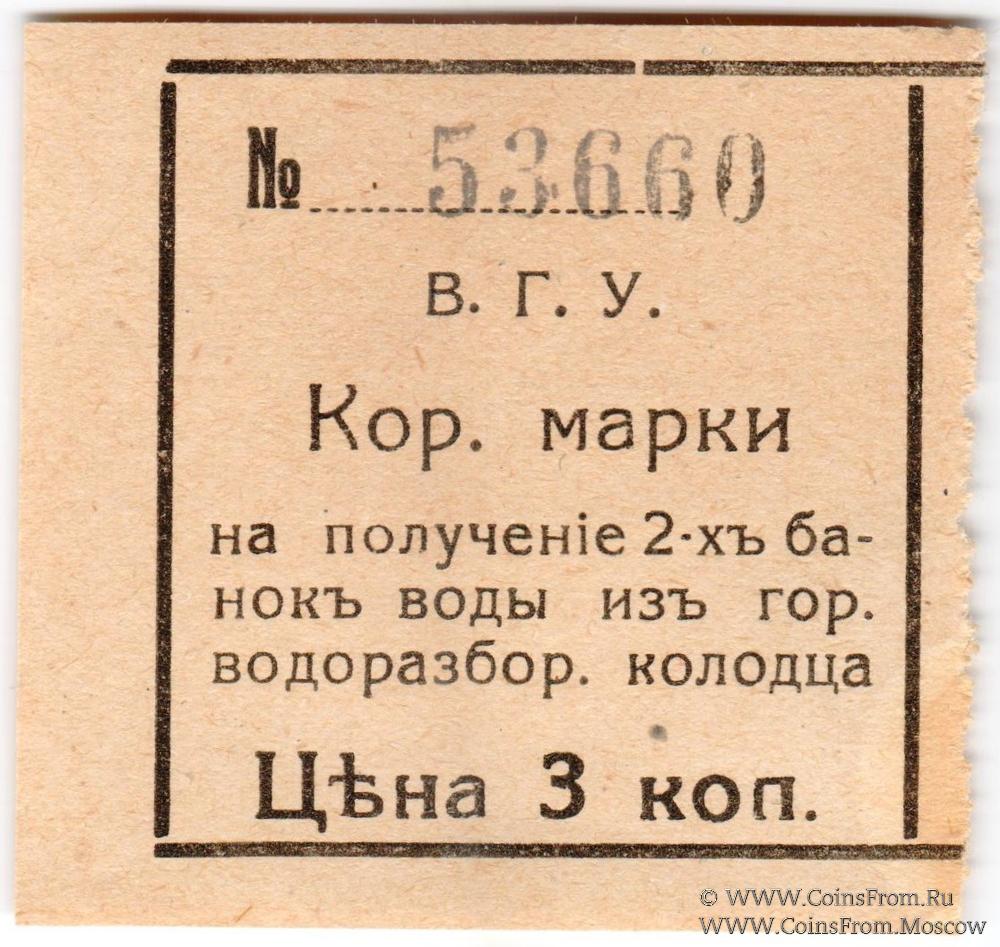 № 53660
В. Г. У.
Кор. марки
на полученіе 2-хъ ба-
нокъ воды изъ гор.
водоразбор. колодца
Цѣна 3 коп.
© WWW.CoinsFrom.Ru
WWW.CoinsFrom.Moscow